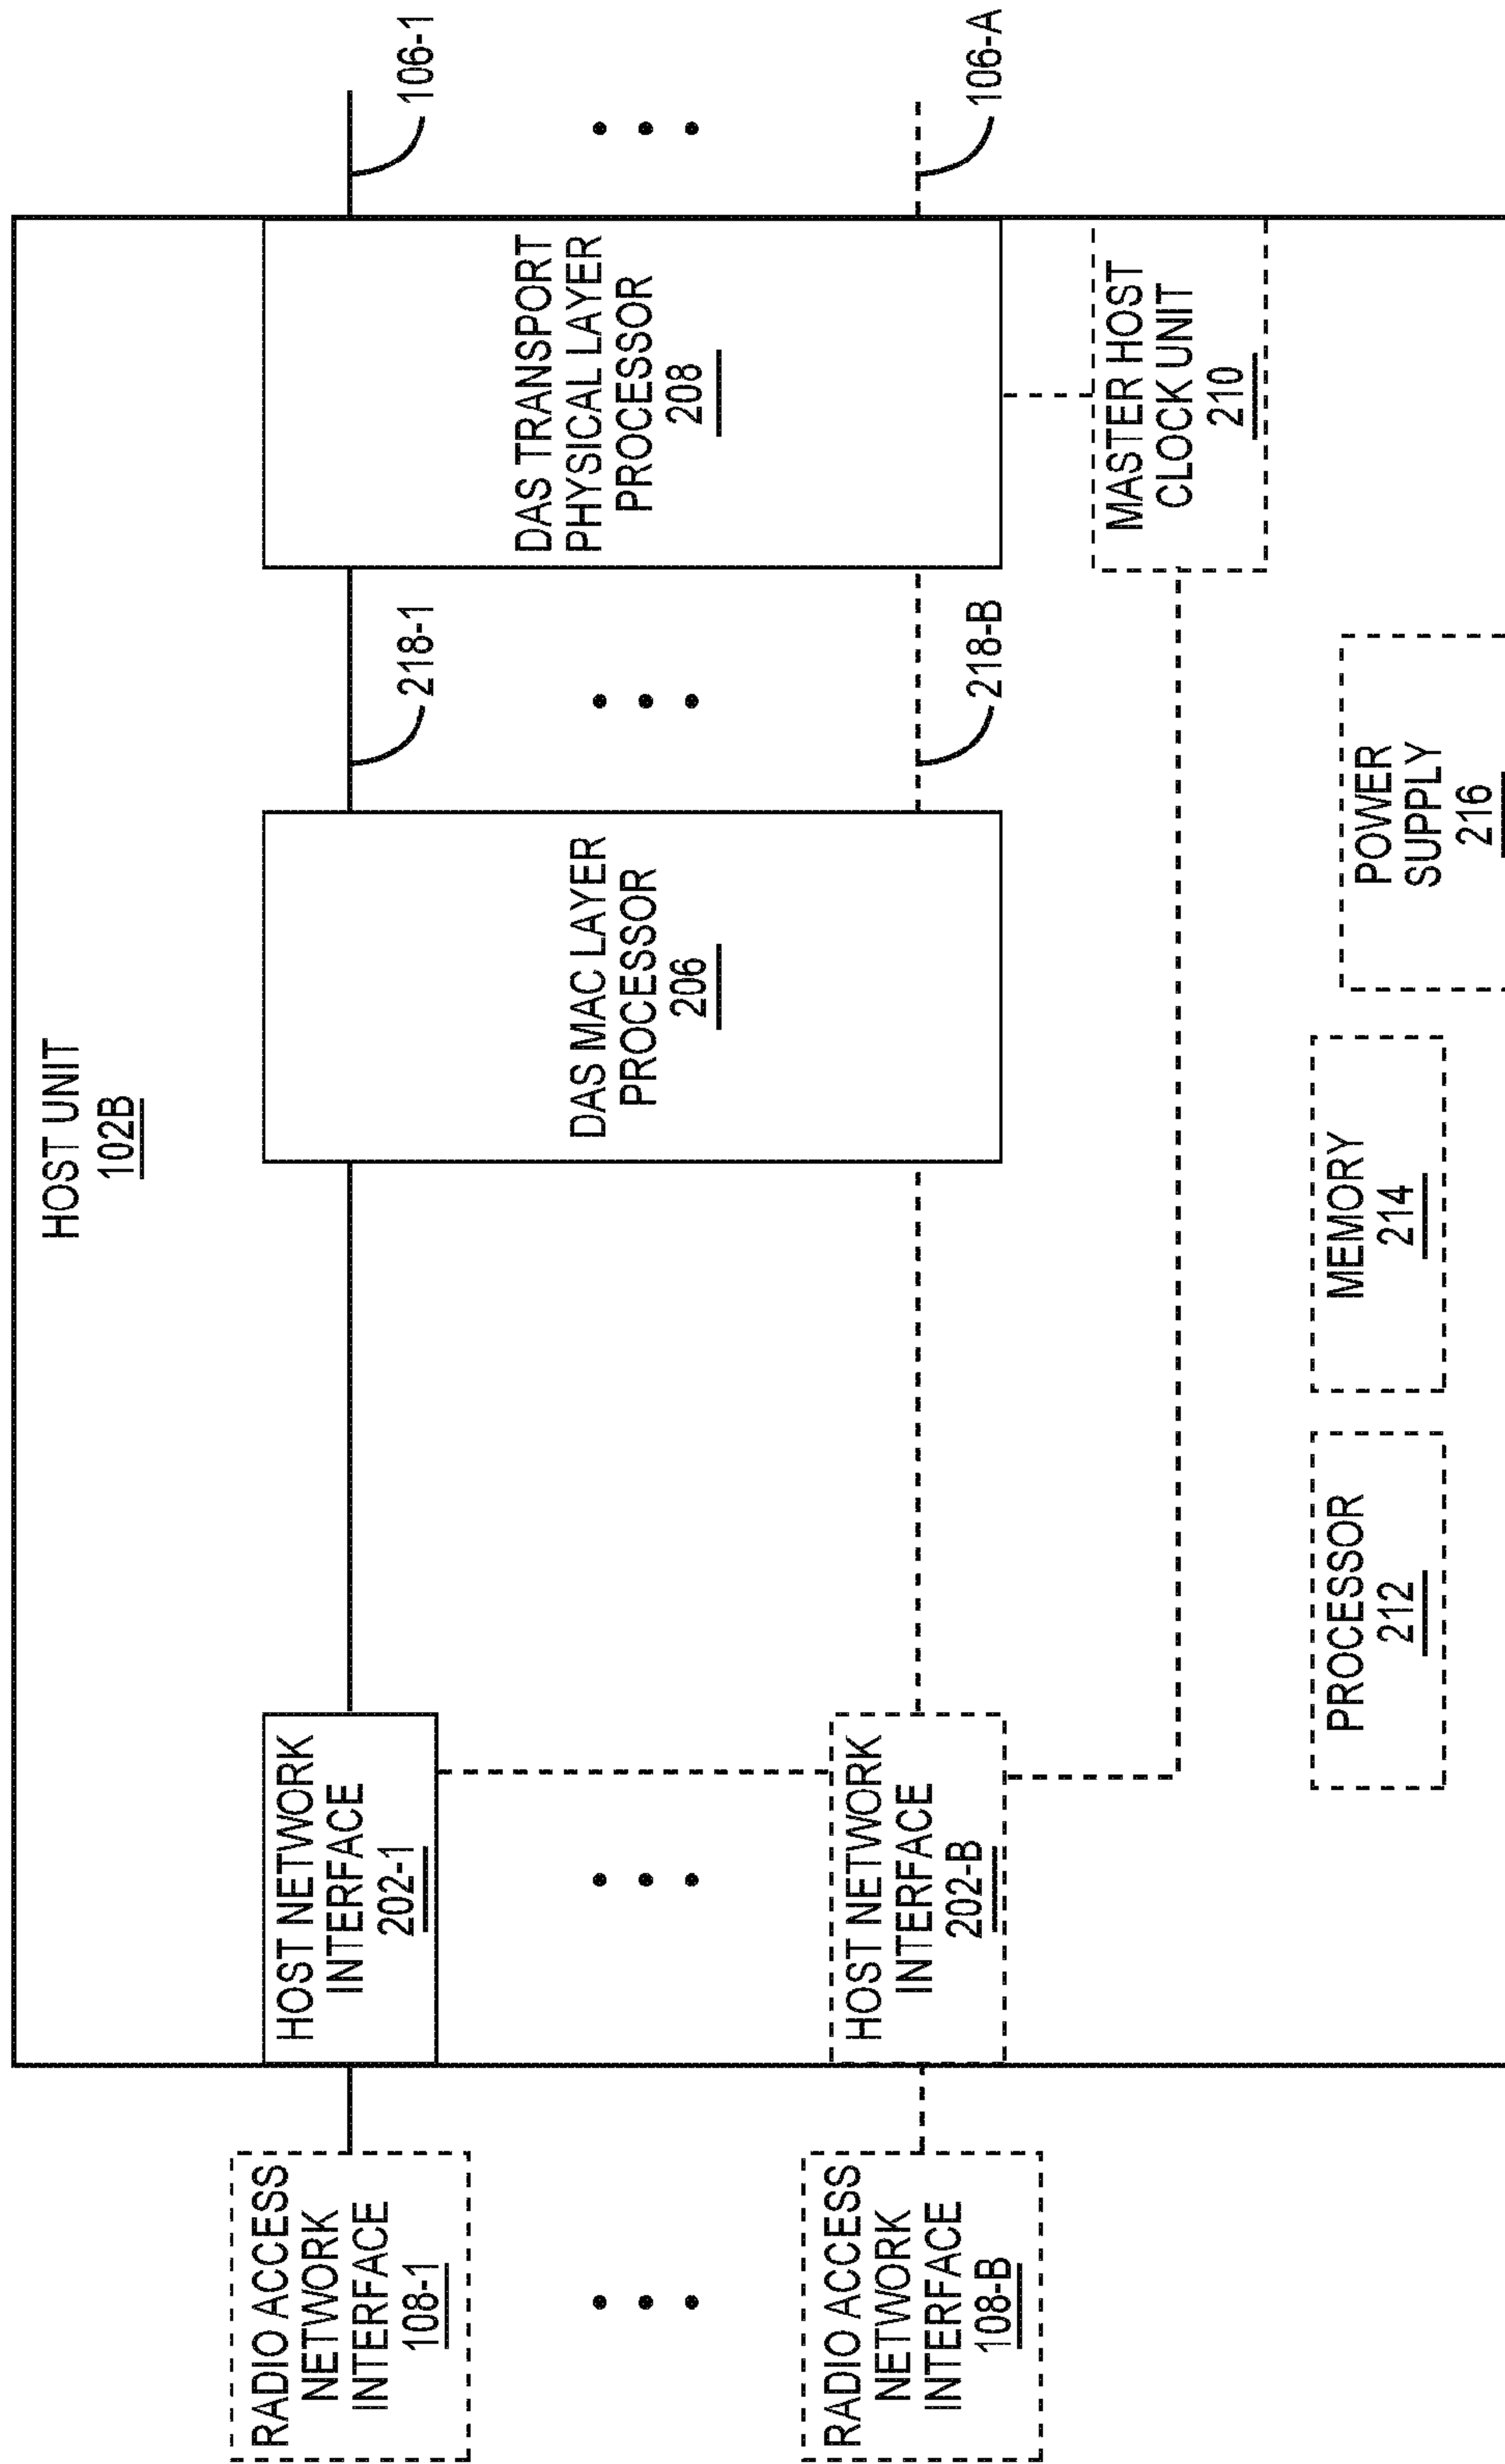 HOST UNIT
102B
RADIO ACCESS
NETWORK
INTERFACE
108-1
HOST NETWORK
INTERFACE
202-1
DAS MAC LAYER
PROCESSOR
206
218-1
DAS TRANSPORT
PHYSICAL LAYER
PROCESSOR
208
106-1
RADIO ACCESS
NETWORK
INTERFACE
108-B
HOST NETWORK
INTERFACE
202-B
218-B
106-A
MASTER HOST
CLOCK UNIT
210
PROCESSOR
212
MEMORY
214
POWER
SUPPLY
216